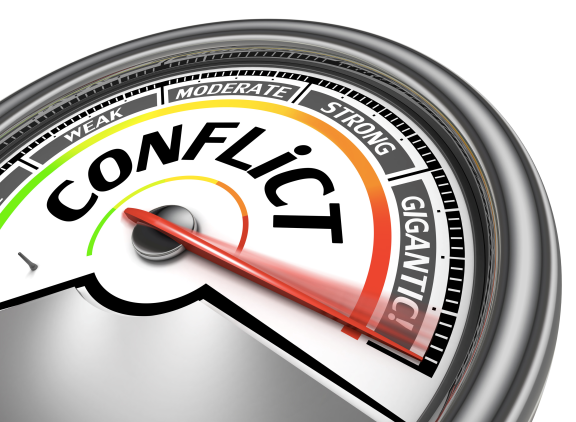 WEAK
MODERATE
STRONG
GIGANTIC!
CONFLiCT